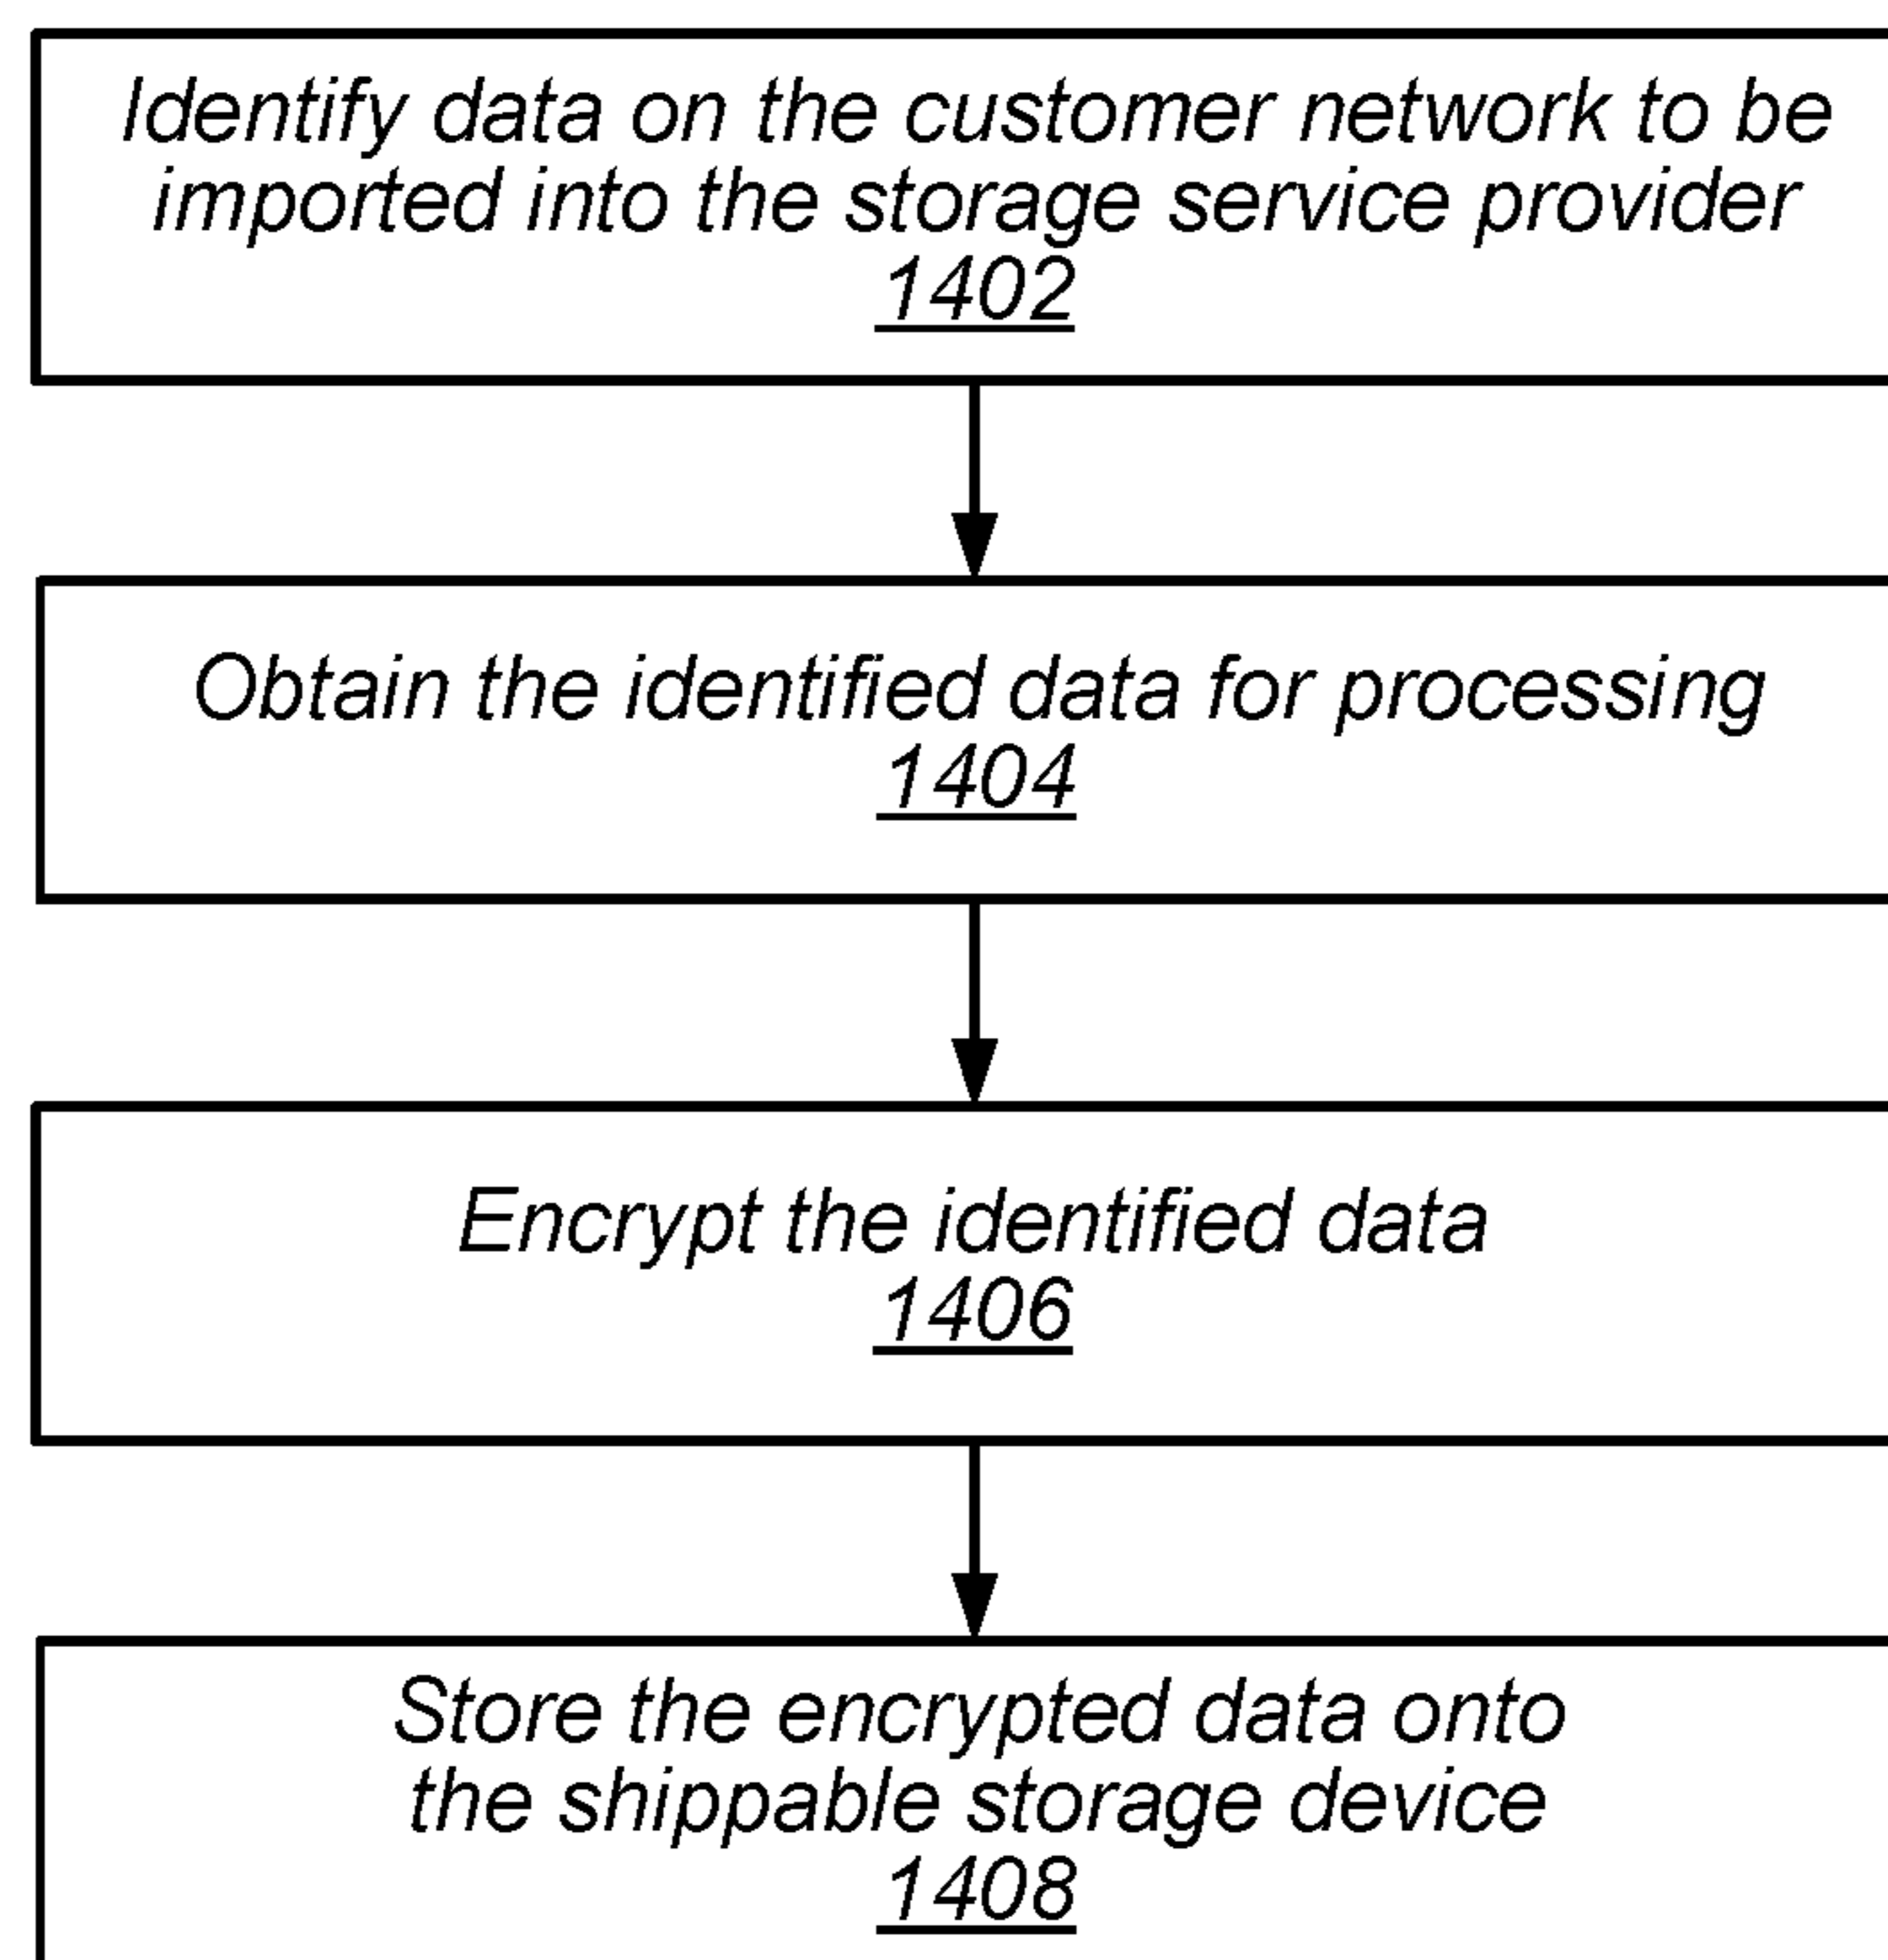 Identify data on the customer network to be
imported into the storage service provider
1402
Obtain the identified data for processing
1404
Encrypt the identified data
1406
Store the encrypted data onto
the shippable storage device
1408